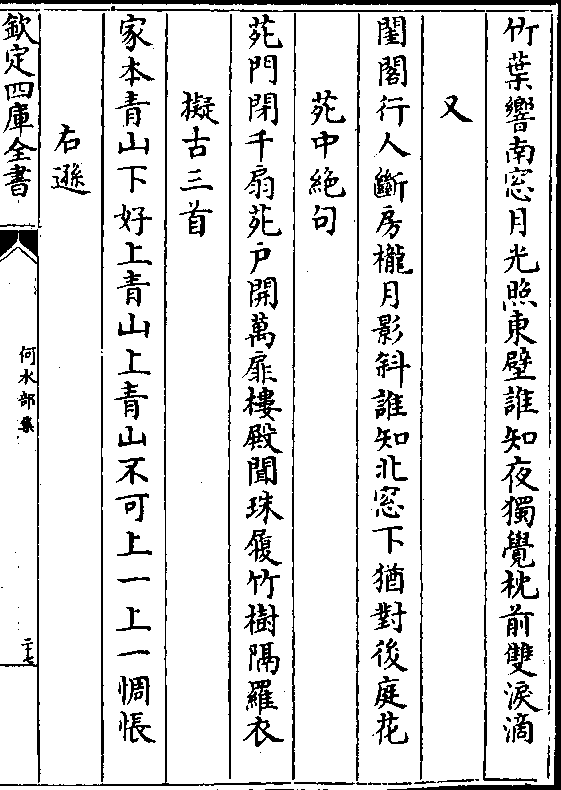 竹葉響南窓月光照東壁誰知夜獨覺枕前雙淚滴
又
閨閣行人斷房櫳月影斜誰知北窓下猶對後庭花
苑中絶句
苑門閉千扇苑户開萬扉樓殿聞珠履竹樹隔羅衣
擬古三首
家本青山下好上青山上青山不可上一上一惆悵
右遜
欽定四庫全書
何水部集
二十七